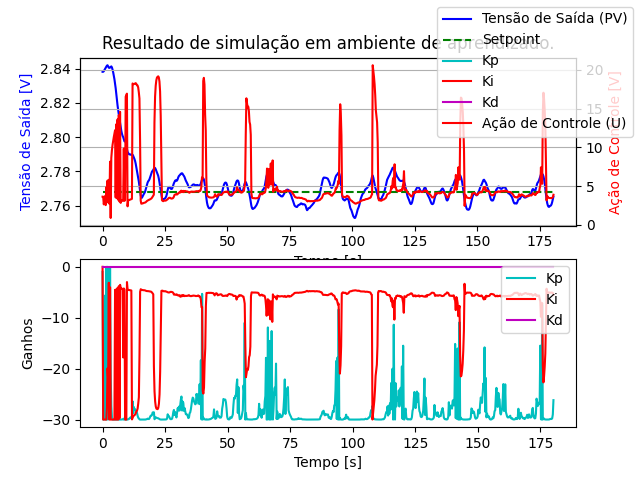 Resultado de simulação em ambiente de aprendizado.
Tensão de Saída (PV)
Setpoint
Kp
Ki
Kd
Ação de Controle (U)
Tensão de Saída [V]
2.84
2.82
2.80
2.78
2.76
20
15
10
5
0
Ação de Controle [V]
0 25 50 75 100 125 150 175
Tempo [s]
Ganhos
0
−10
−20
−30
Kp
Ki
Kd
0 25 50 75 100 125 150 175
Tempo [s]